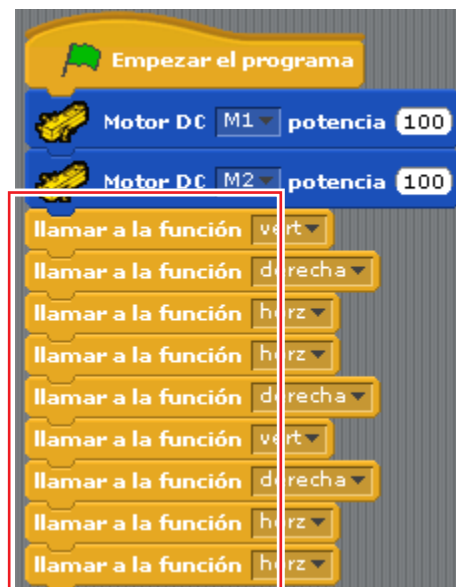 Empezar el programa
Motor DC M1 potencia 100
Motor DC M2 potencia 100
llamar a la función vert
llamar a la función derecha
llamar a la función horz
llamar a la función horz
llamar a la función derecha
llamar a la función vert
llamar a la función derecha
llamar a la función horz
llamar a la función horz